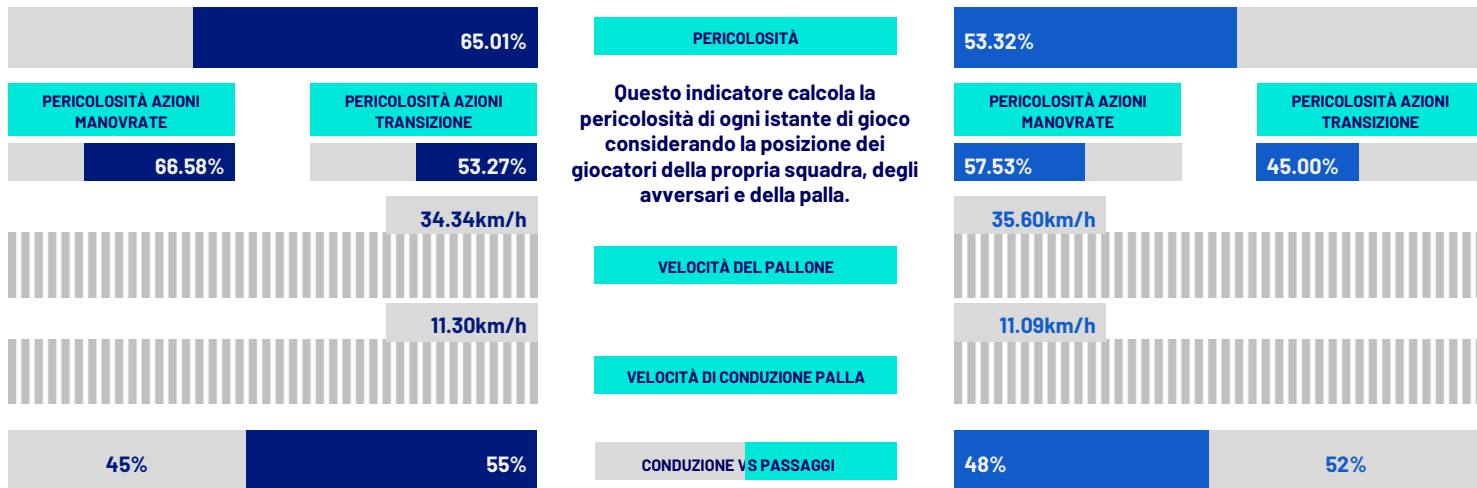 65.01%
PERICOLOSITÀ
53.32%
PERICOLOSITÀ AZIONI
MANOVRATE
PERICOLOSITÀ AZIONI
TRANSIZIONE
66.58%
53.27%
Questo indicatore calcola la
pericolosità di ogni istante di gioco
considerando la posizione dei
giocatori della propria squadra, degli
avversari e della palla.
PERICOLOSITÀ AZIONI
MANOVRATE
PERICOLOSITÀ AZIONI
TRANSIZIONE
57.53%
45.00%
34.34km/h
VELOCITÀ DEL PALLONE
35.60km/h
11.30km/h
VELOCITÀ DI CONDUZIONE PALLA
11.09km/h
45%
55%
CONDUZIONE VS PASSAGGI
48%
52%